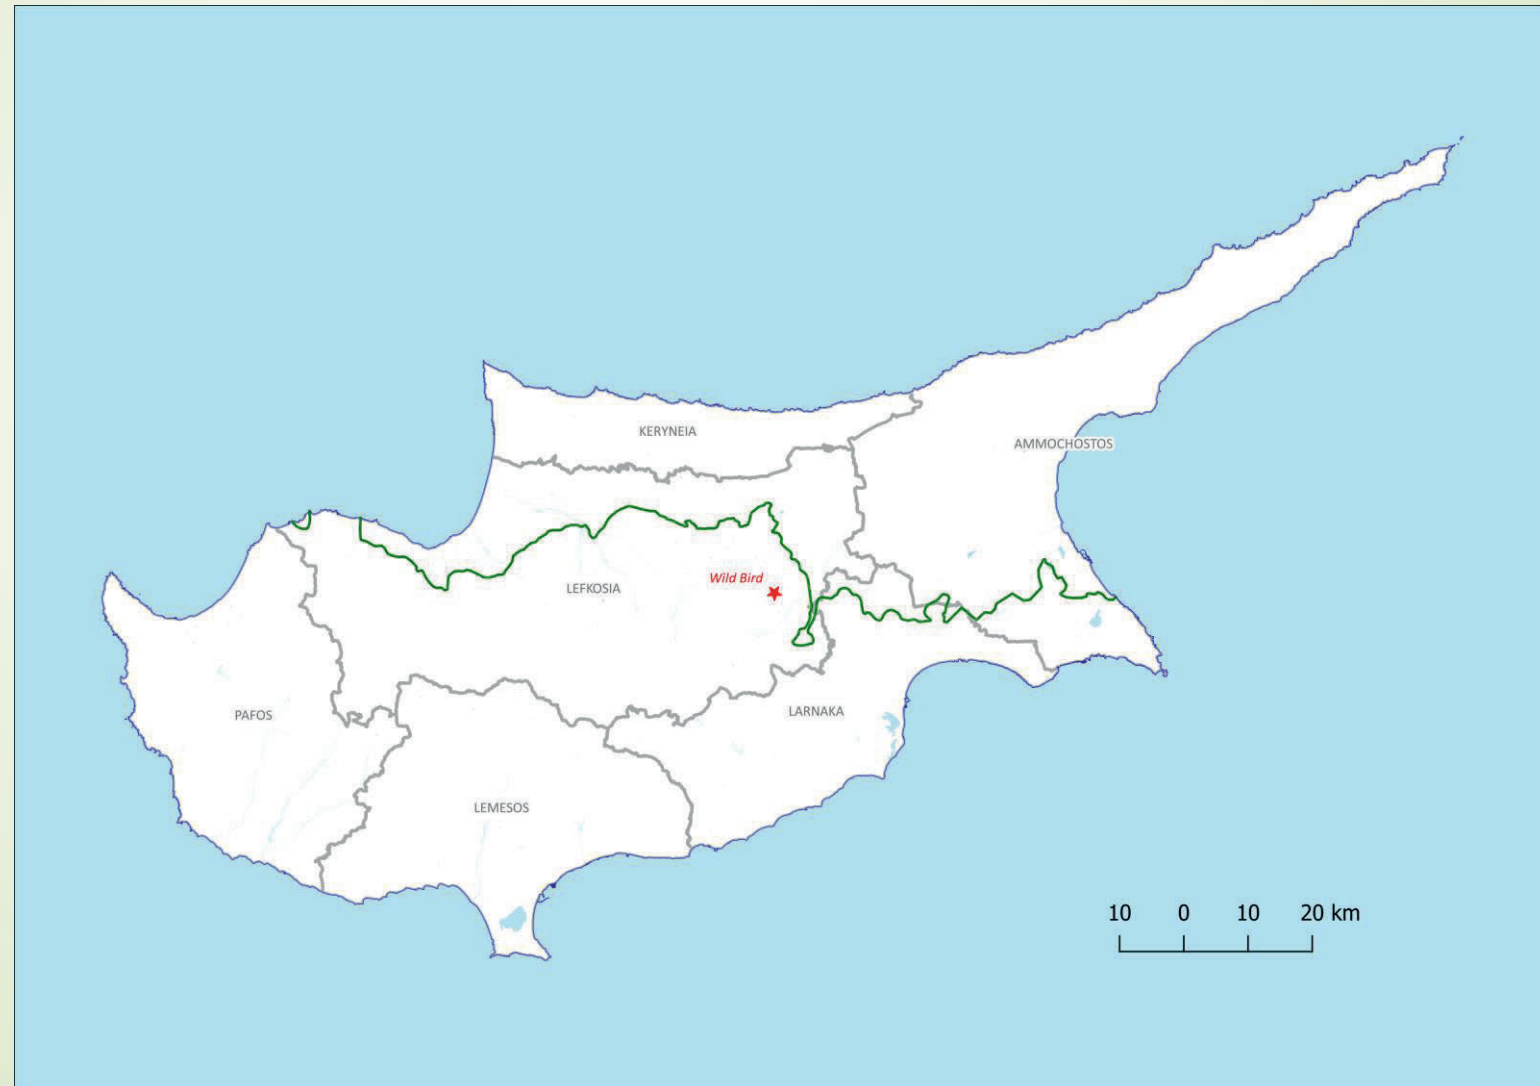 KERYNEIA
AMMOCHOSTOS
Wild Bird
LEFKOSIA
PAFOS
LARNAKA
LEMESOS
10 0 10 20 km